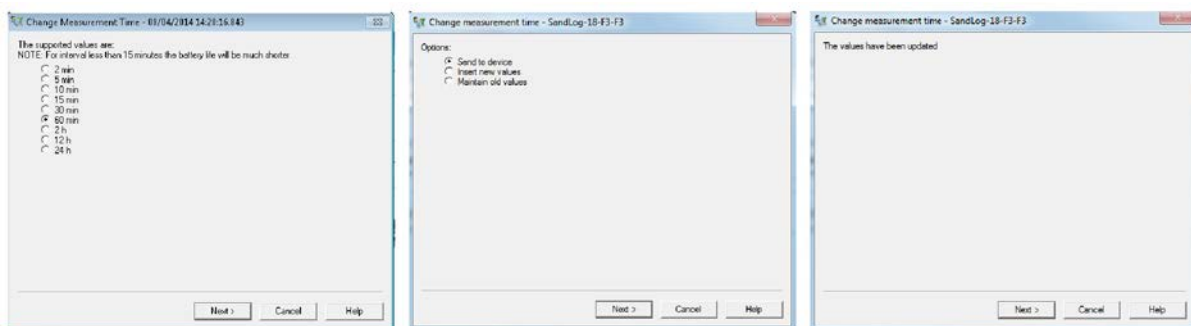 Change Measurement Time - 08/04/2014 14:20:16.843
The supported values are:
NOTE: For interval less than 15 minutes the battery life will be much shorter
2 min
5 min
10 min
15 min
30 min
60 min
2 h
12 h
24 h
Next >
Cancel
Help
Change measurement time - SandLog-18-F3-F3
Options:
Send to device
Insert new values
Maintain old values
Next >
Cancel
Help
Change measurement time - SandLog-18-F3-F3
The values have been updated
Next >
Cancel
Help